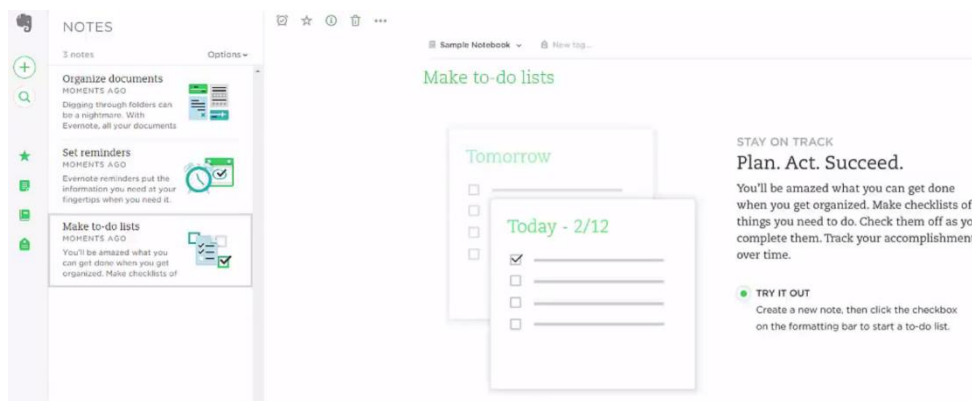 NOTES
3 notes
Options
Organize documents
MOMENTS AGO
Digging through folders can
be a nightmare. With
Evernote, all your documents
Set reminders
MOMENTS AGO
Evernote reminders put the
information you need at your
fingertips when you need it.
Make to-do lists
MOMENTS AGO
You'll be amazed what you
can get done when you get
organized. Make checklists of
Sample Notebook
New tag...
Make to-do lists
Tomorrow
Today - 2/12
STAY ON TRACK
Plan. Act. Succeed.
You'll be amazed what you can get done
when you get organized. Make checklists of
things you need to do. Check them off as yo
complete them. Track your accomplishment
over time.
TRY IT OUT
Create a new note, then click the checkbox
on the formatting bar to start a to-do list.